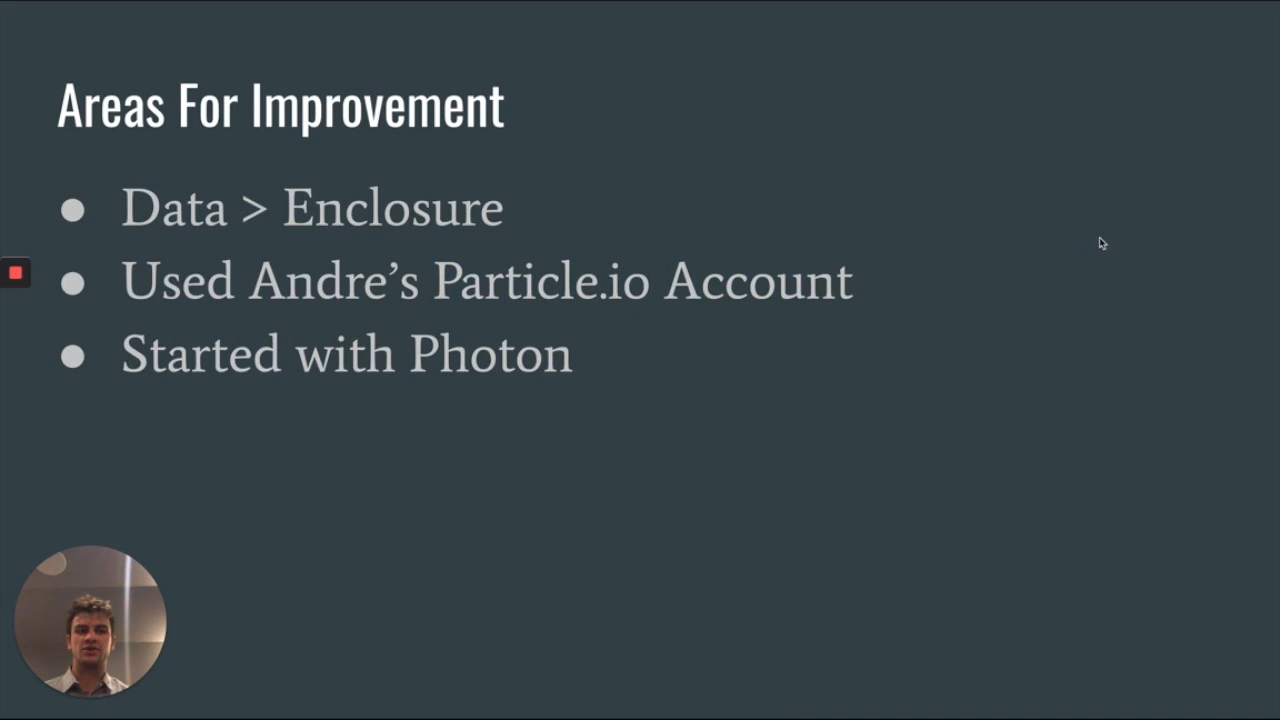 Areas For Improvement
● Data > Enclosure
● Used Andre’s Particle.io Account
● Started with Photon